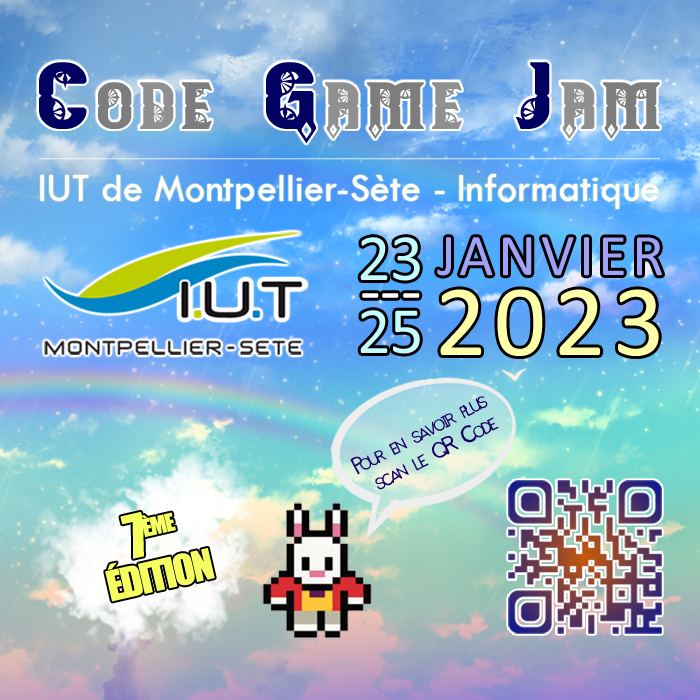 Code Game Jam
IUT de Montpellier-Sète - Informatique
I.U.T
MONTPELLIER-SETE
23 JANVIER
25 2023
Pour en savoir plus
scan le QR Code
7ÈME
ÉDITION